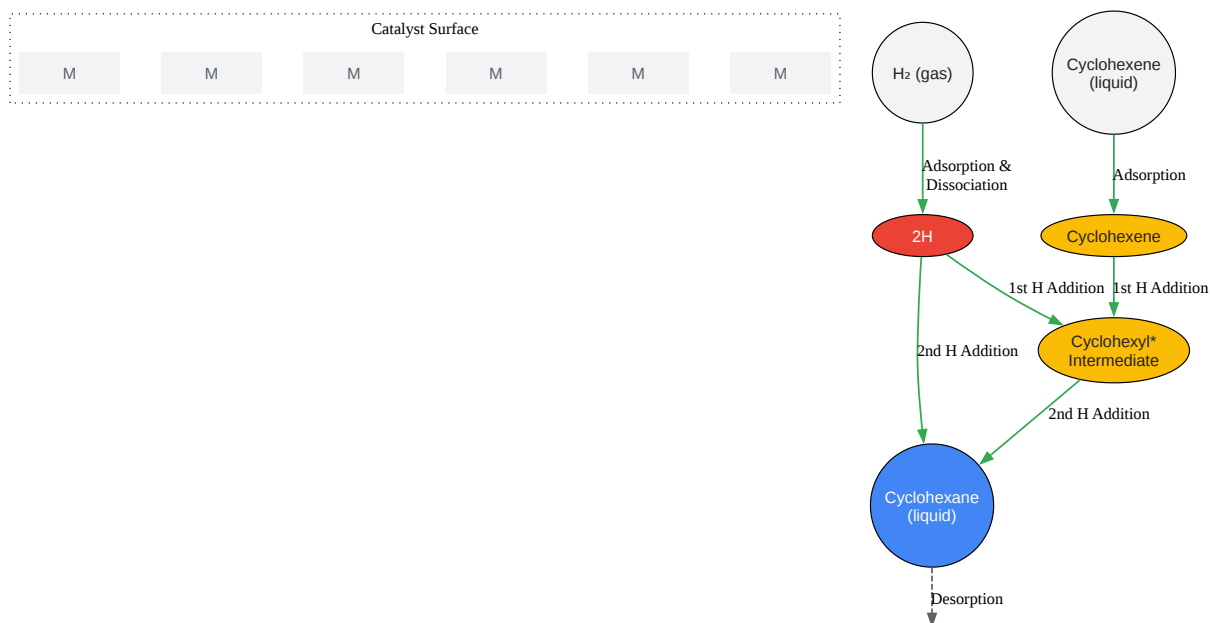 Catalyst Surface
M
M
M
M
M
M
H₂ (gas)
Cyclohexene
(liquid)
Adsorption &
Dissociation
Adsorption
2H
Cyclohexene
1st H Addition
1st H Addition
Cyclohexyl*
Intermediate
2nd H Addition
2nd H Addition
Cyclohexane
(liquid)
Desorption